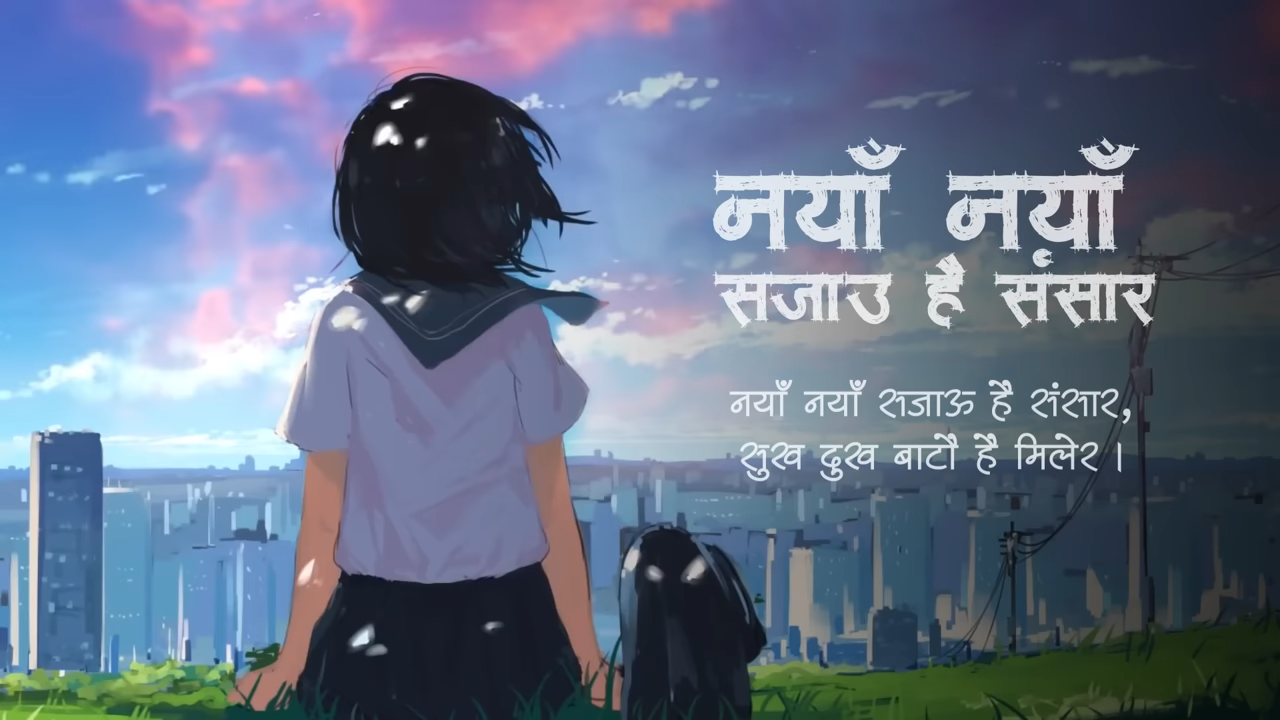 नयाँ नयाँ
सजाउ है संसार
नयाँ नयाँ सजाऊ है संसार,
सुख दुख बाटौ है मिलेर ।